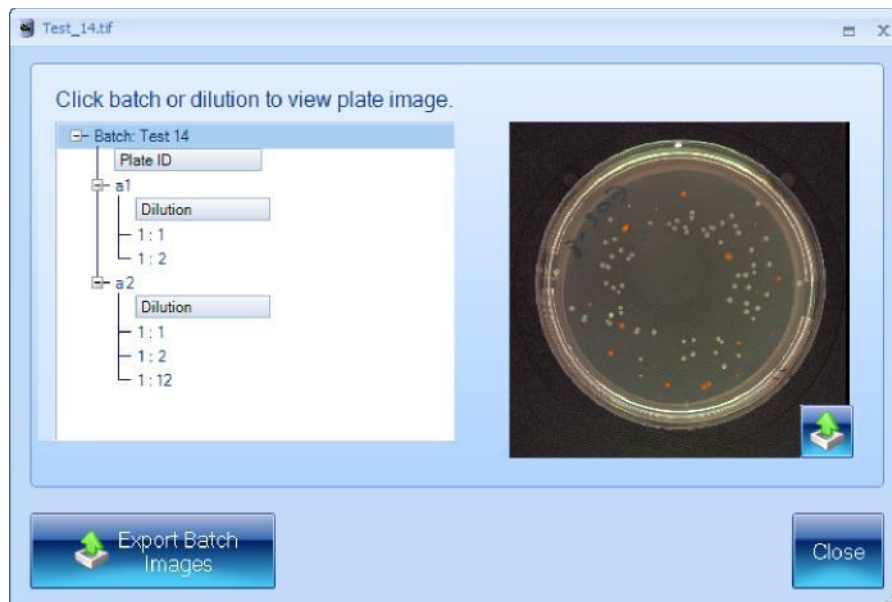 Test_14.tif
Click batch or dilution to view plate image.
Batch: Test 14
Plate ID
a1
Dilution
1 : 1
1 : 2
a2
Dilution
1 : 1
1 : 2
1 : 12
Export Batch
Images
Close